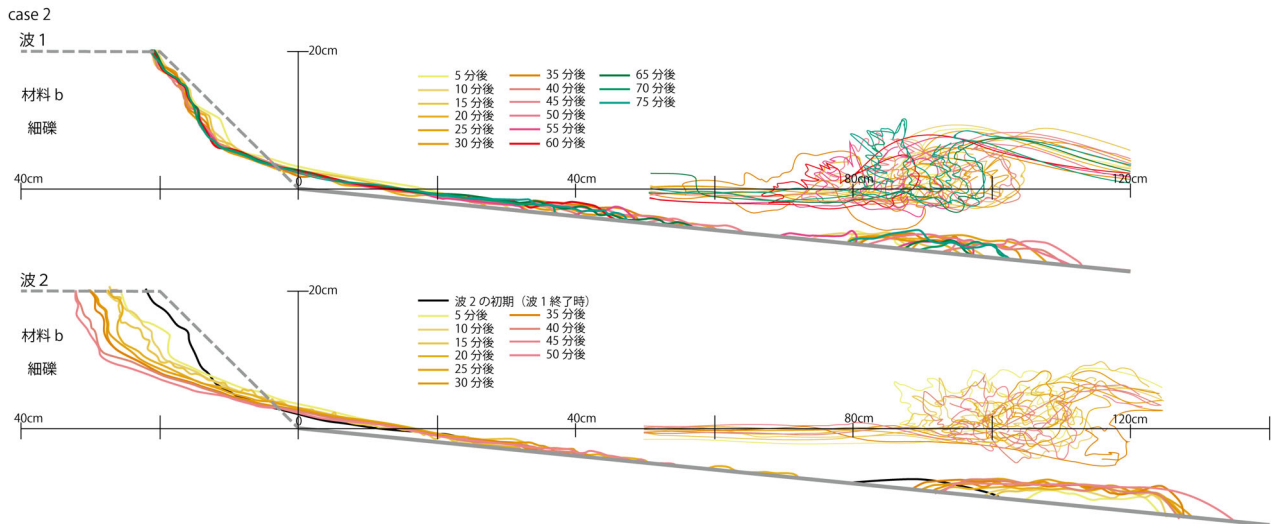 case 2
波 1
20cm
材料 b
細礫
5 分後
10 分後
15 分後
20 分後
25 分後
30 分後
35 分後
40 分後
45 分後
50 分後
55 分後
60 分後
65 分後
70 分後
75 分後
40cm
0
40cm
80cm
120cm
波 2
20cm
材料 b
細礫
波 2 の初期（波 1 終了時）
5 分後
10 分後
15 分後
20 分後
25 分後
30 分後
35 分後
40 分後
45 分後
50 分後
40cm
0
40cm
80cm
120cm